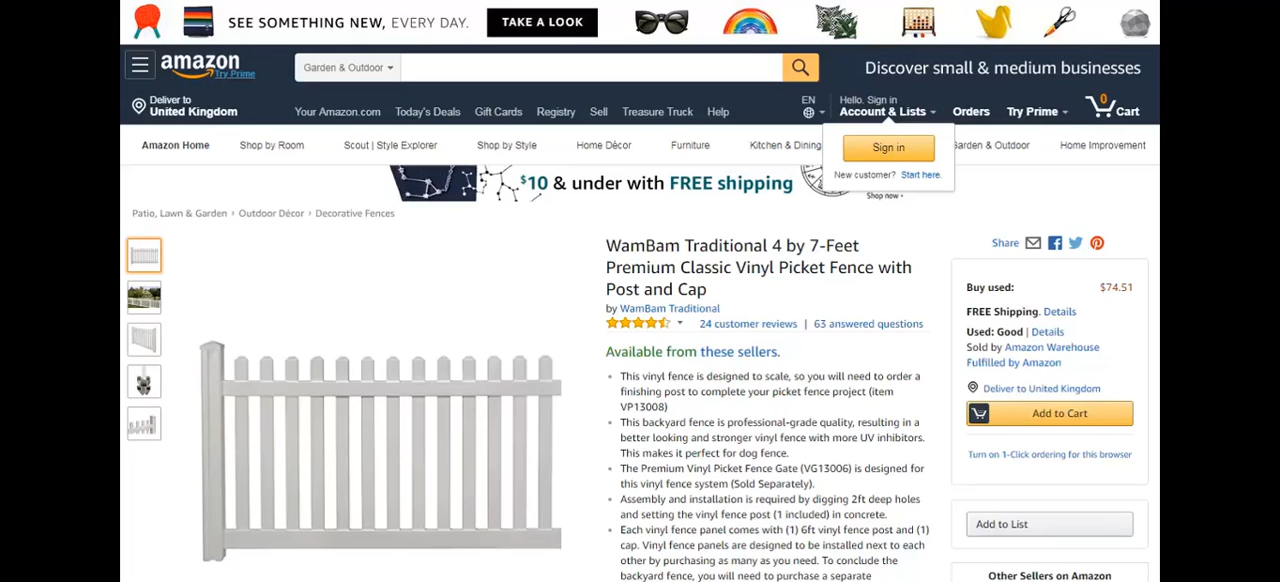 SEE SOMETHING NEW, EVERY DAY.
TAKE A LOOK
amazon
Try Prime
Garden & Outdoor
Discover small & medium businesses
Deliver to
United Kingdom
Your Amazon.com
Today's Deals
Gift Cards
Registry
Sell
Treasure Truck
Help
EN
Hello. Sign in
Account & Lists
Orders
Try Prime
0
Cart
Sign in
New customer? Start here.
Amazon Home
Shop by Room
Scout | Style Explorer
Shop by Style
Home Décor
Furniture
Kitchen & Dining
Garden & Outdoor
Home Improvement
$10 & under with FREE shipping
Shop now
Patio, Lawn & Garden › Outdoor Décor › Decorative Fences
WamBam Traditional 4 by 7-Feet
Premium Classic Vinyl Picket Fence with
Post and Cap
by WamBam Traditional
24 customer reviews | 63 answered questions
Available from these sellers.
This vinyl fence is designed to scale, so you will need to order a
finishing post to complete your picket fence project (item
VP13008)
This backyard fence is professional-grade quality, resulting in a
better looking and stronger vinyl fence with more UV inhibitors.
This makes it perfect for dog fence.
The Premium Vinyl Picket Fence Gate (VG13006) is designed for
this vinyl fence system (Sold Separately).
Assembly and installation is required by digging 2ft deep holes
and setting the vinyl fence post (1 included) in concrete.
Each vinyl fence panel comes with (1) 6ft vinyl fence post and (1)
cap. Vinyl fence panels are designed to be installed next to each
other by purchasing as many as you need. To conclude the
backyard fence, you will need to purchase a separate
Share
Buy used: $74.51
FREE Shipping. Details
Used: Good | Details
Sold by Amazon Warehouse
Fulfilled by Amazon
Deliver to United Kingdom
Add to Cart
Turn on 1-Click ordering for this browser
Add to List
Other Sellers on Amazon